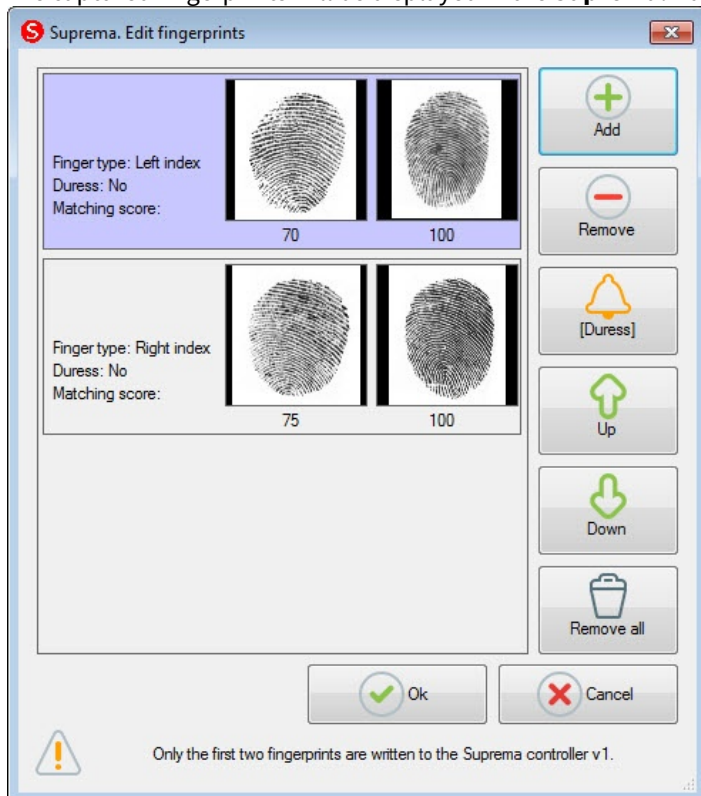 Suprema. Edit fingerprints
Finger type: Left index
Duress: No
Matching score:
70
100
Finger type: Right index
Duress: No
Matching score:
75
100
Add
Remove
[Duress]
Up
Down
Remove all
Ok
Cancel
Only the first two fingerprints are written to the Suprema controller v1.